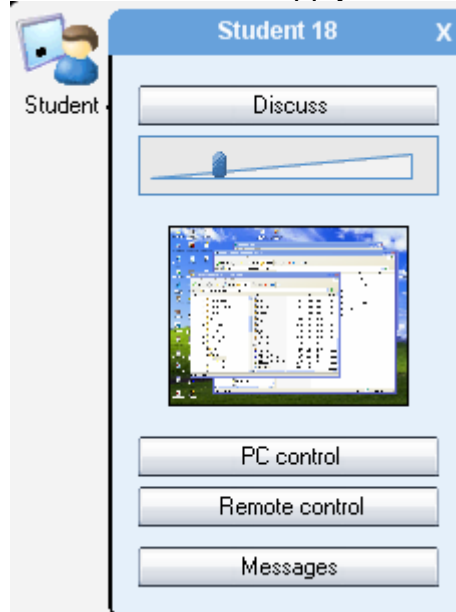 Student 18
X
Student
Discuss
PC control
Remote control
Messages